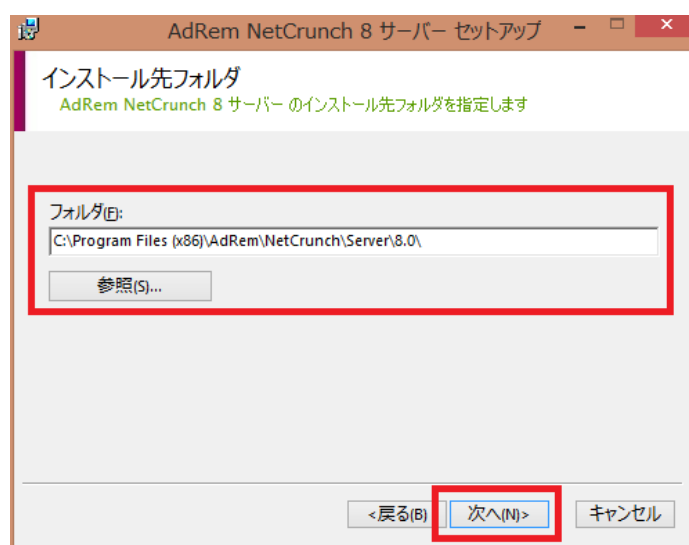 AdRem NetCrunch 8 サーバー セットアップ
インストール先フォルダ
AdRem NetCrunch 8 サーバー のインストール先フォルダを指定します
フォルダ(F):
C:\Program Files (x86)\AdRem\NetCrunch\Server\8.0\
参照(S)...
<戻る(B) 次へ(N)> キャンセル